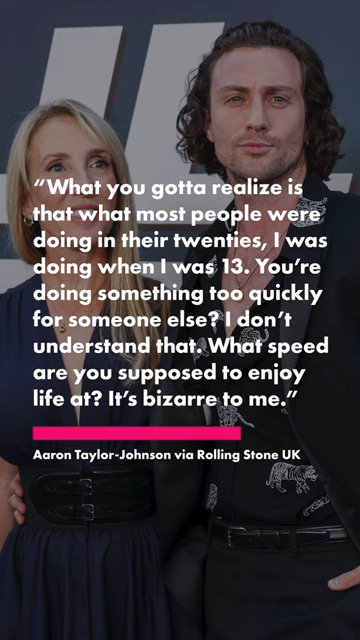 “What you gotta realize is
that what most people were
doing in their twenties, I was
doing when I was 13. You’re
doing something too quickly
for someone else? I don’t
understand that. What speed
are you supposed to enjoy
life at? It’s bizarre to me.”
Aaron Taylor-Johnson via Rolling Stone UK